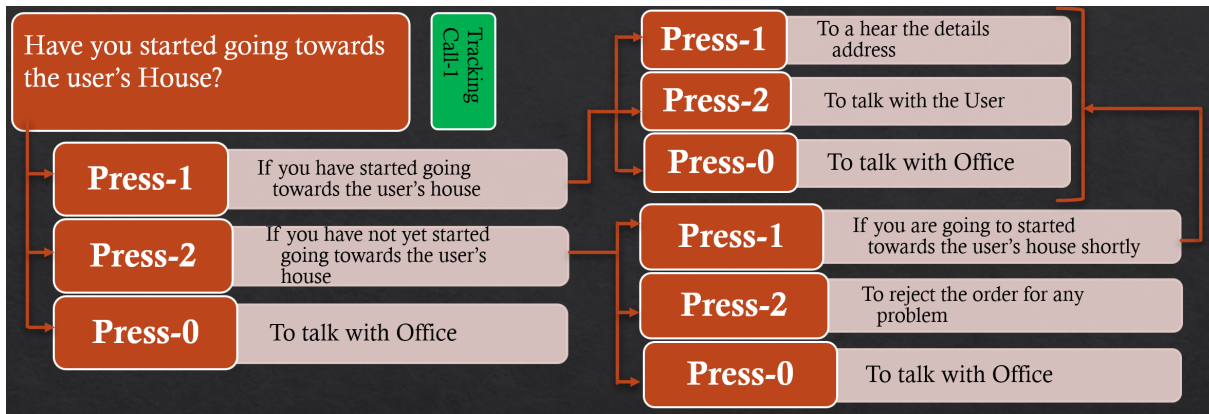 Have you started going towards
the user's House?
Tracking
Call-1
Press-1
If you have started going
towards the user's house
Press-2
If you have not yet started
going towards the user's
house
Press-0
To talk with Office
Press-1
To a hear the details
address
Press-2
To talk with the User
Press-0
To talk with Office
Press-1
If you are going to started
towards the user's house shortly
Press-2
To reject the order for any
problem
Press-0
To talk with Office